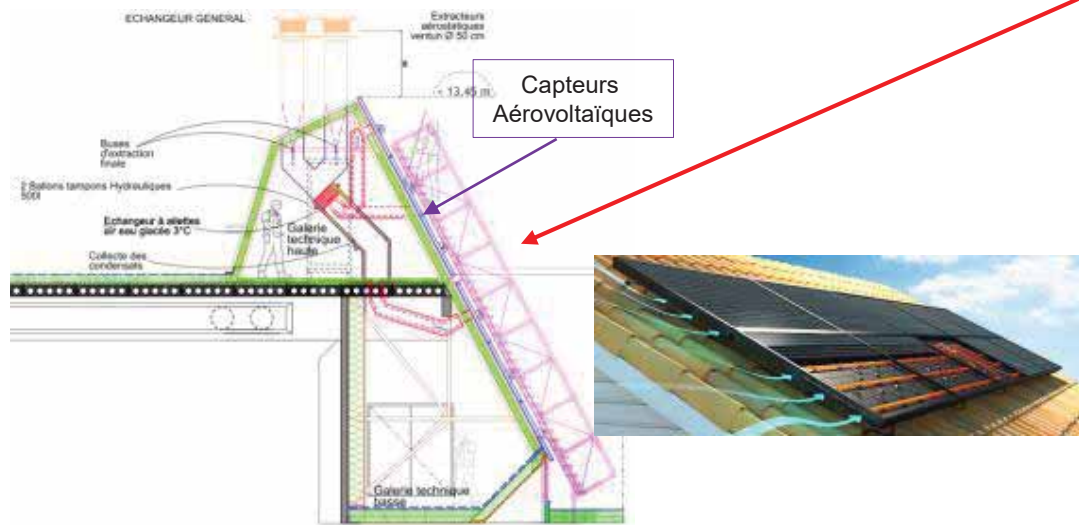 ECHANGEUR GENERAL
Extracteurs
aérostatiques
ventun Ø 50 cm
+ 13.45 m
Capteurs
Aérovoltaïques
Buses
d'extraction
finale
2 Ballons tampons Hydrauliques
500l
Echangeur à ailettes
air eau glacée 3°C
Galerie
technique
haute
Collecte des
condensats
Galerie technique
basse